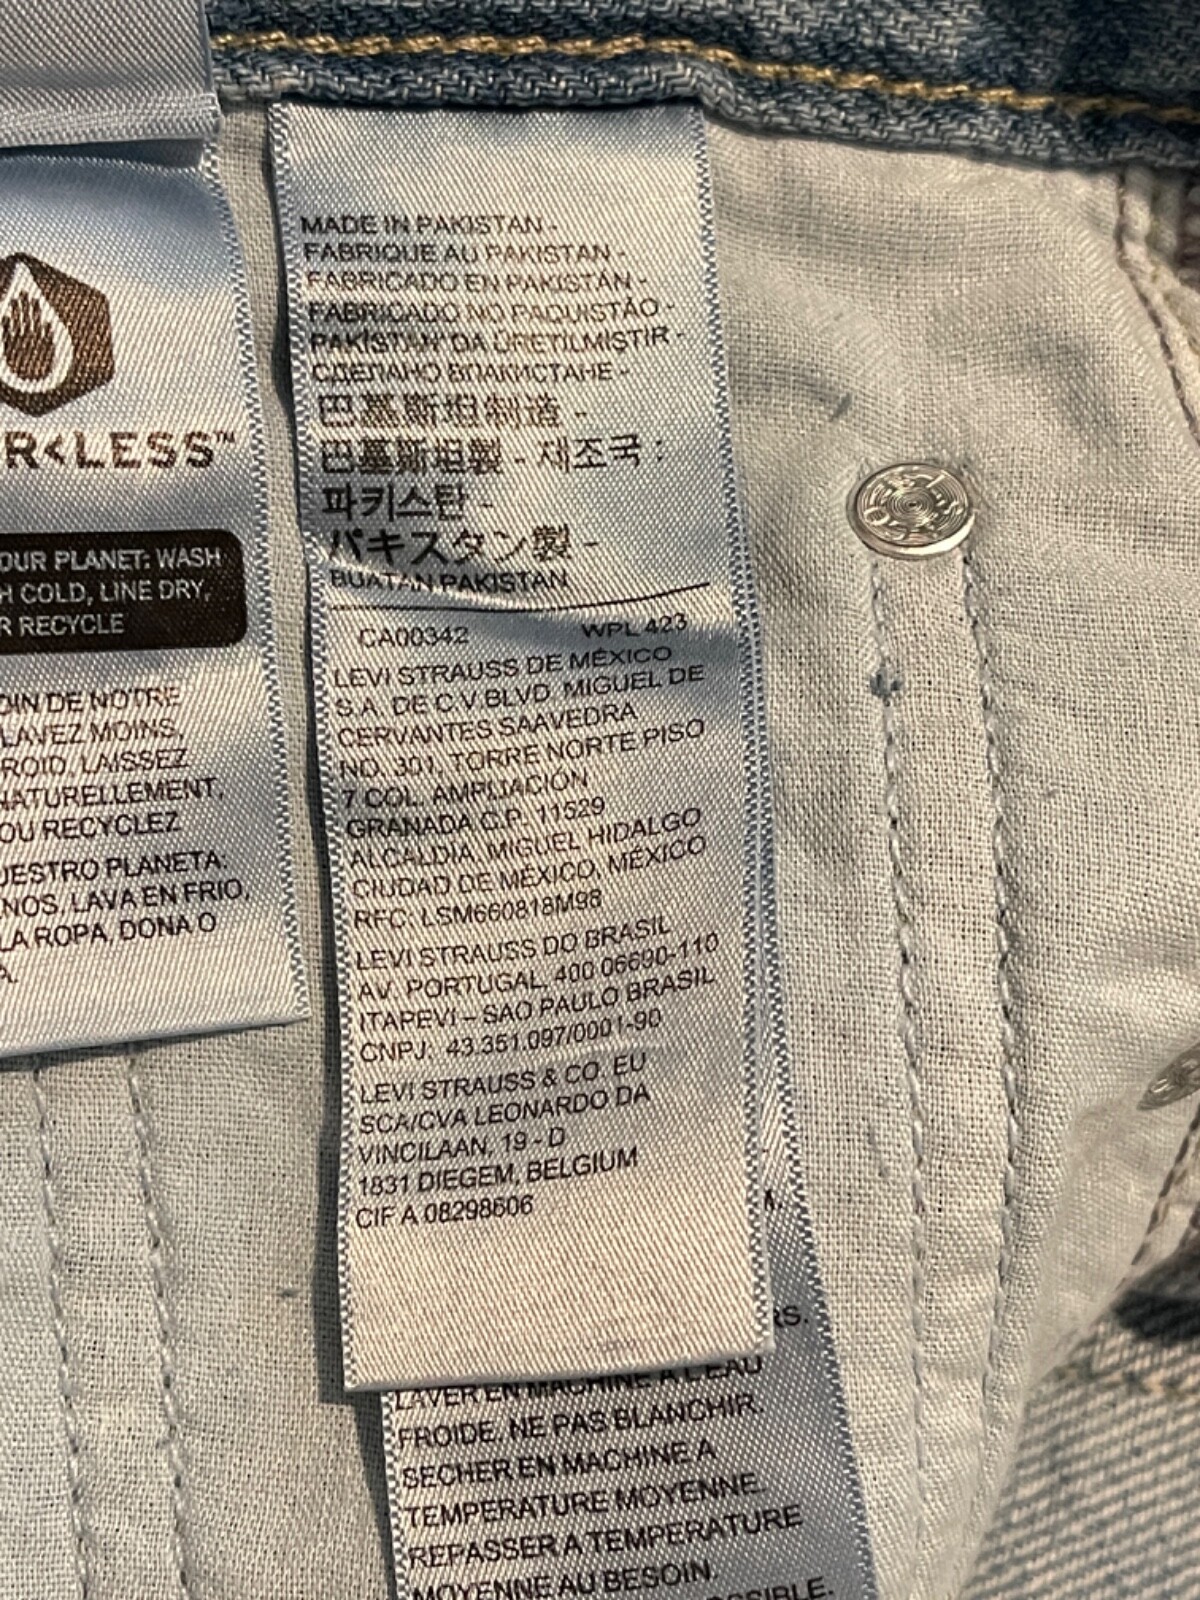 R<LESS™
OUR PLANET: WASH
H COLD, LINE DRY,
R RECYCLE
OIN DE NOTRE
LAVEZ MOINS,
ROID, LAISSEZ
NATURELLEMENT,
OU RECYCLEZ
UESTRO PLANETA:
NOS, LAVA EN FRIO,
LA ROPA, DONA O
A.
MADE IN PAKISTAN -
FABRIQUE AU PAKISTAN -
FABRICADO EN PAKISTÁN -
FABRICADO NO PAQUISTÃO -
PAKİSTAN' DA ÜRETILMIŞTIR -
СДЕЛАНО ВПАКИСТАНЕ -
巴基斯坦制造 -
巴基斯坦製 - 제조국 :
파키스탄 -
パキスタン製 -
BUATAN PAKISTAN
CA00342 WPL 423
LEVI STRAUSS DE MÉXICO
S.A. DE C.V.BLVD. MIGUEL DE
CERVANTES SAAVEDRA
NO. 301, TORRE NORTE PISO
7 COL. AMPLIACIÓN
GRANADA C.P. 11529
ALCALDIA, MIGUEL HIDALGO
CIUDAD DE MÉXICO, MÉXICO
RFC: LSM660818M98
LEVI STRAUSS DO BRASIL
AV. PORTUGAL, 400 06690-110
ITAPEVI – SAO PAULO BRASIL
CNPJ: 43.351.097/0001-90
LEVI STRAUSS & CO. EU
SCA/CVA LEONARDO DA
VINCILAAN, 19 - D
1831 DIEGEM, BELGIUM
CIF A 08298606
M.
RS.
LAVER EN MACHINE A L'EAU
FROIDE. NE PAS BLANCHIR.
SECHER EN MACHINE A
TEMPERATURE MOYENNE.
REPASSER A TEMPERATURE
MOYENNE AU BESOIN.
OSSIBLE.